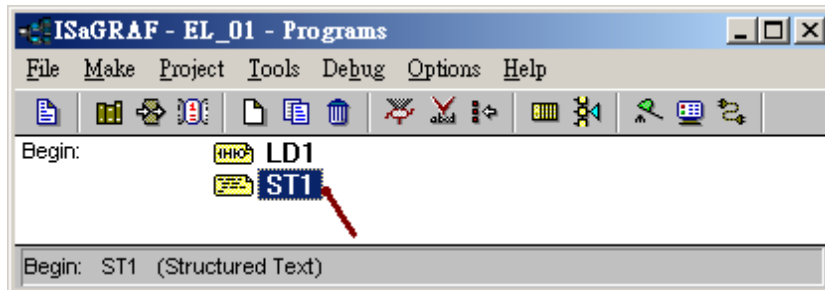 ISaGRAF - EL_01 - Programs
File Make Project Tools Debug Options Help
Begin: LD1
ST1
Begin: ST1 (Structured Text)